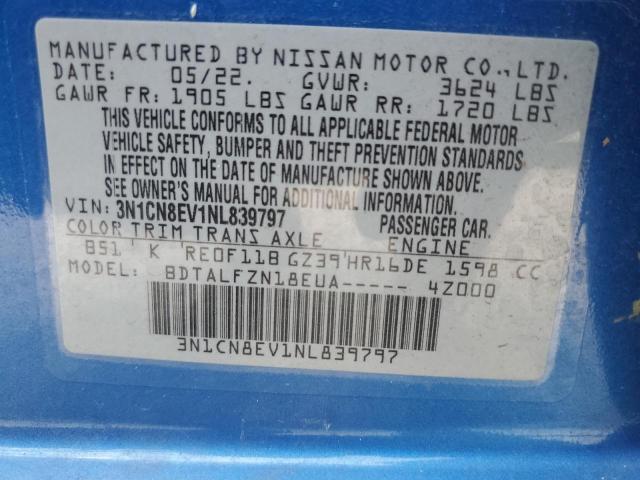 MANUFACTURED BY NISSAN MOTOR CO., LTD.
DATE: 05/22. GVWR: 3624 LBS
GAWR FR: 1905 LBS GAWR RR: 1720 LBS
THIS VEHICLE CONFORMS TO ALL APPLICABLE FEDERAL MOTOR
VEHICLE SAFETY, BUMPER AND THEFT PREVENTION STANDARDS
IN EFFECT ON THE DATE OF MANUFACTURE SHOWN ABOVE.
SEE OWNER'S MANUAL FOR ADDITIONAL INFORMATION.
VIN: 3N1CN8EV1NL839797 PASSENGER CAR.
COLOR TRIM TRANS AXLE ENGINE
B51 ' K 'RE0F11B GZ39'HR16DE 1598 CC
MODEL: BDTALFZN18EUA----- 4Z000
3N1CN8EV1NL839797